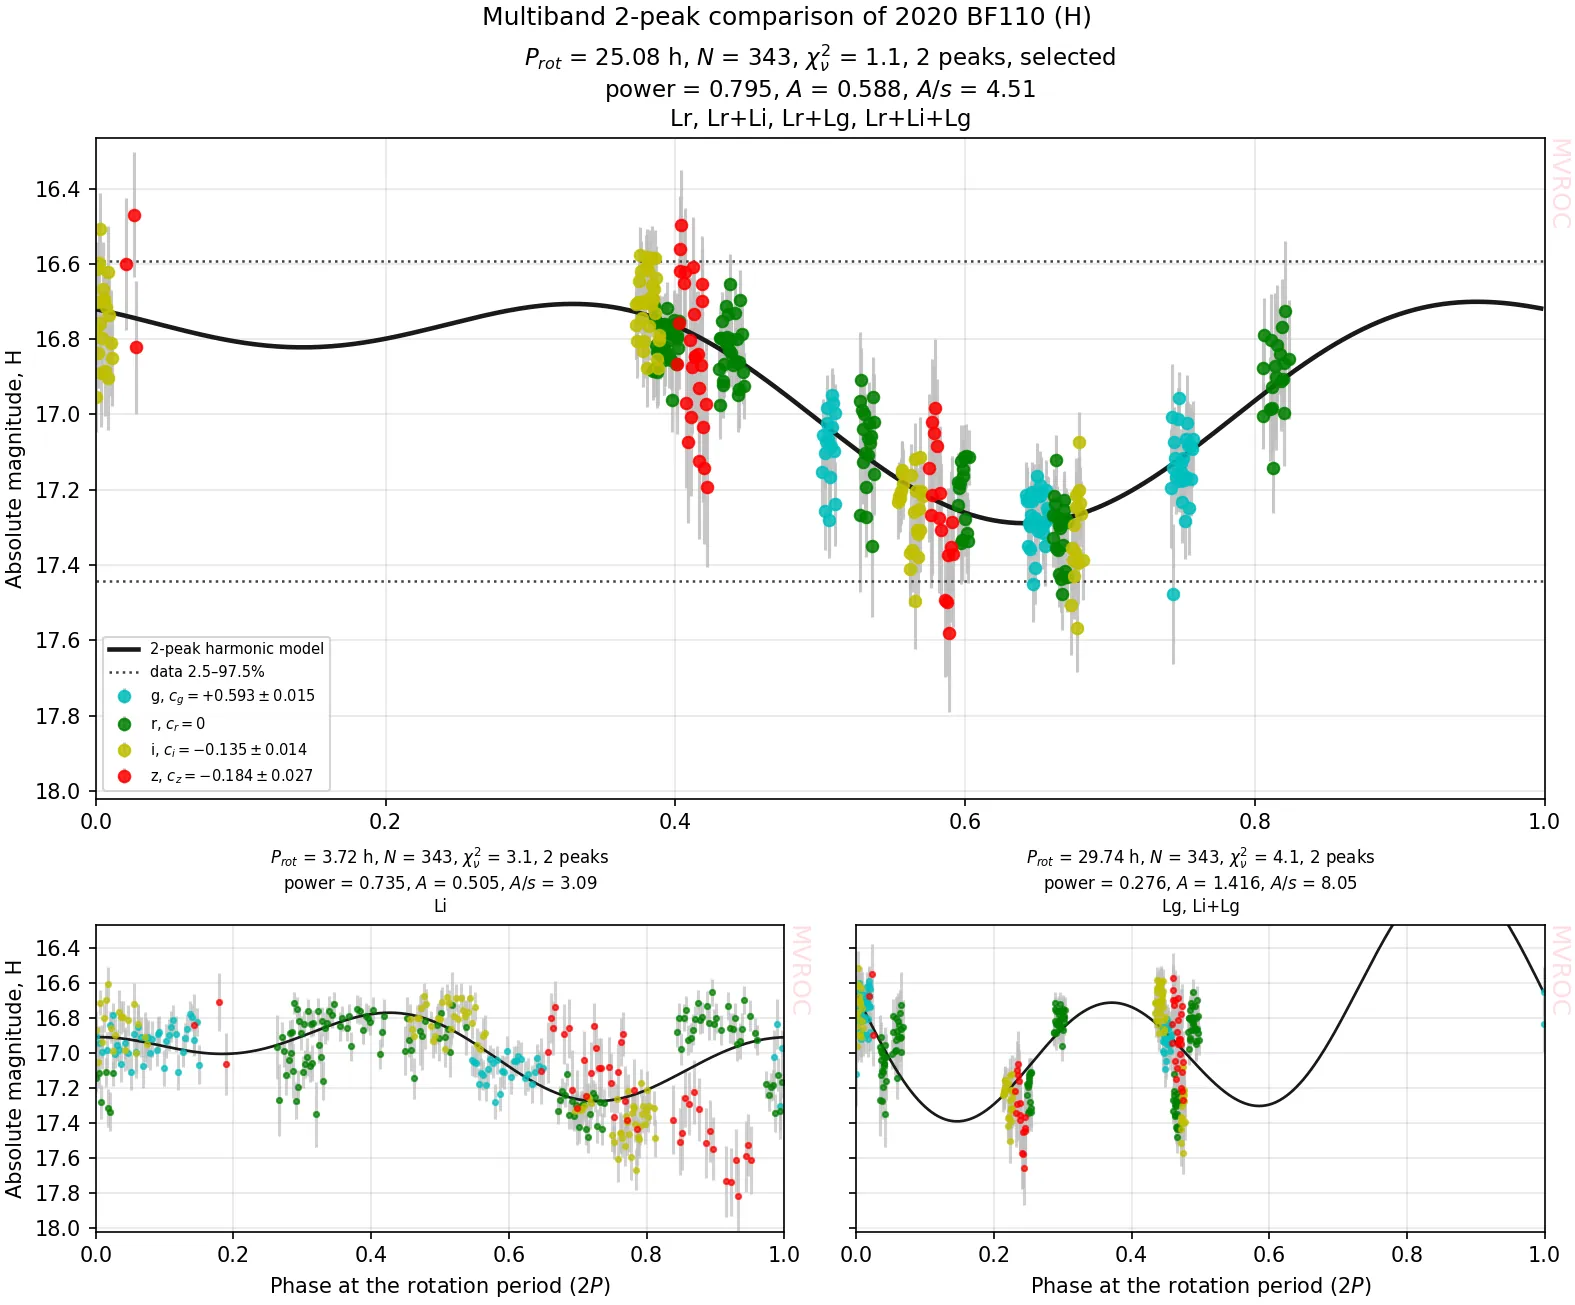 Multiband 2-peak comparison of 2020 BF110 (H)
P_rot = 25.08 h, N = 343, χ²_ν = 1.1, 2 peaks, selected
power = 0.795, A = 0.588, A/s = 4.51
Lr, Lr+Li, Lr+Lg, Lr+Li+Lg
MVROC
Absolute magnitude, H
16.4
16.6
16.8
17.0
17.2
17.4
17.6
17.8
18.0
2-peak harmonic model
data 2.5–97.5%
g, c_g = +0.593 ± 0.015
r, c_r = 0
i, c_i = −0.135 ± 0.014
z, c_z = −0.184 ± 0.027
0.0 0.2 0.4 0.6 0.8 1.0
P_rot = 3.72 h, N = 343, χ²_ν = 3.1, 2 peaks
power = 0.735, A = 0.505, A/s = 3.09
Li
MVROC
Absolute magnitude, H
16.4
16.6
16.8
17.0
17.2
17.4
17.6
17.8
18.0
0.0 0.2 0.4 0.6 0.8 1.0
Phase at the rotation period (2P)
P_rot = 29.74 h, N = 343, χ²_ν = 4.1, 2 peaks
power = 0.276, A = 1.416, A/s = 8.05
Lg, Li+Lg
MVROC
0.0 0.2 0.4 0.6 0.8 1.0
Phase at the rotation period (2P)